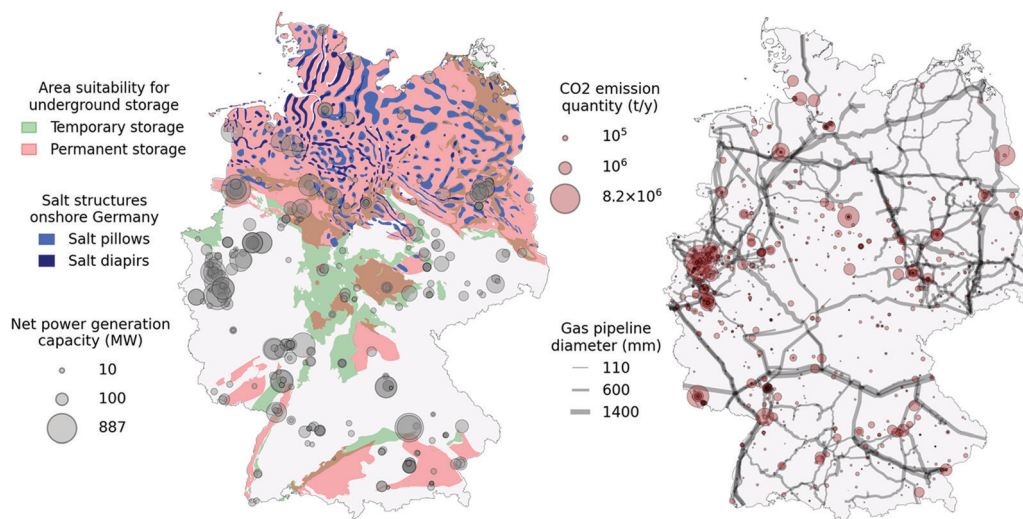 Area suitability for
underground storage
Temporary storage
Permanent storage
Salt structures
onshore Germany
Salt pillows
Salt diapirs
Net power generation
capacity (MW)
10
100
887
CO2 emission
quantity (t/y)
10⁵
10⁶
8.2×10⁶
Gas pipeline
diameter (mm)
110
600
1400